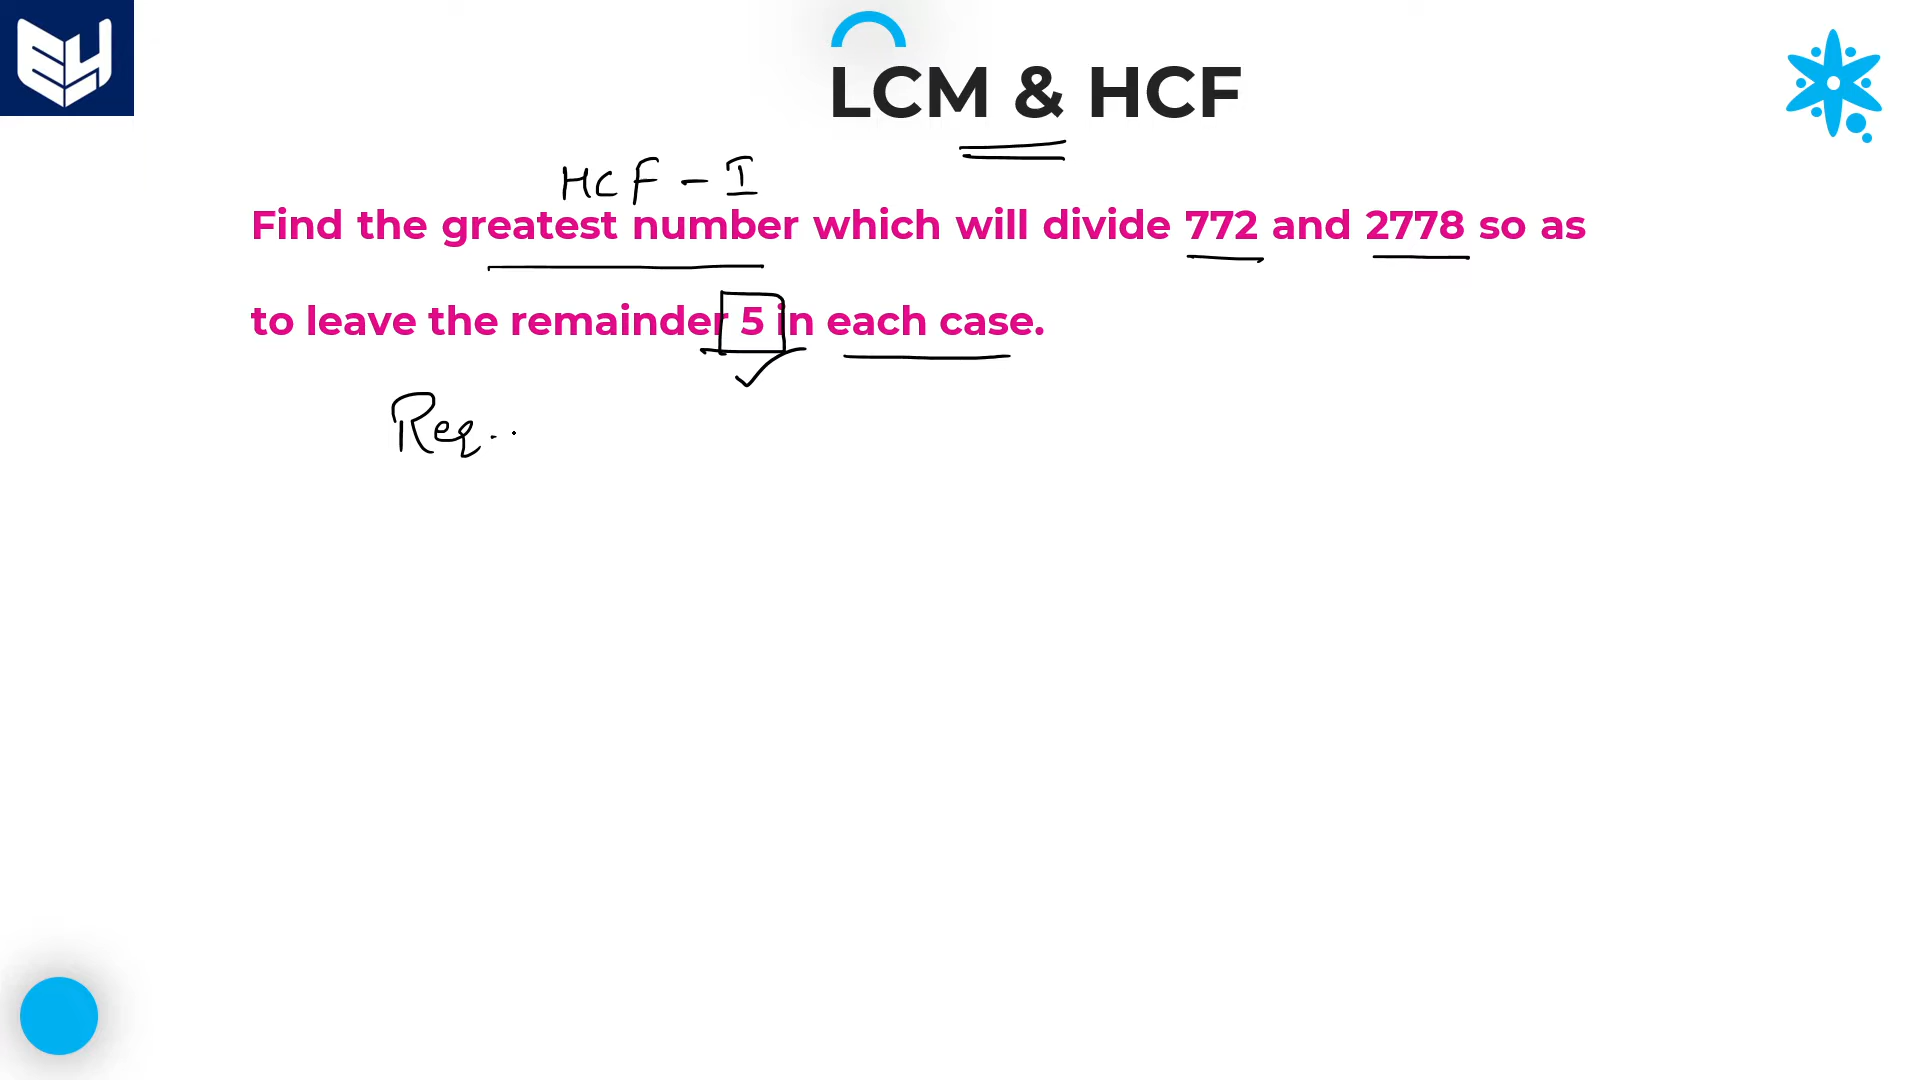 LCM & HCF
HCF - I
Find the greatest number which will divide 772 and 2778 so as
to leave the remainder 5 in each case.
Req..